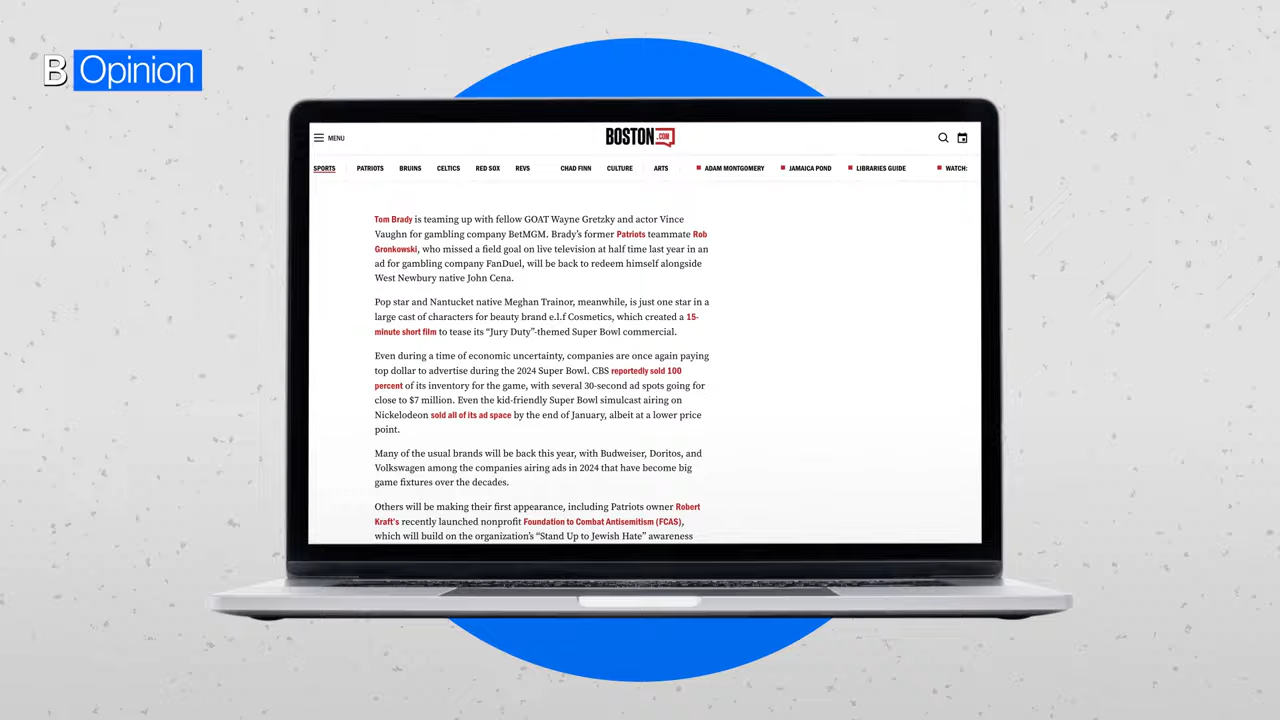 B Opinion
MENU
BOSTON.COM
SPORTS PATRIOTS BRUINS CELTICS RED SOX REVS CHAD FINN CULTURE ARTS ADAM MONTGOMERY JAMAICA POND LIBRARIES GUIDE WATCH:
Tom Brady is teaming up with fellow GOAT Wayne Gretzky and actor Vince
Vaughn for gambling company BetMGM. Brady's former Patriots teammate Rob
Gronkowski, who missed a field goal on live television at half time last year in an
ad for gambling company FanDuel, will be back to redeem himself alongside
West Newbury native John Cena.
Pop star and Nantucket native Meghan Trainor, meanwhile, is just one star in a
large cast of characters for beauty brand e.l.f Cosmetics, which created a 15-
minute short film to tease its “Jury Duty”-themed Super Bowl commercial.
Even during a time of economic uncertainty, companies are once again paying
top dollar to advertise during the 2024 Super Bowl. CBS reportedly sold 100
percent of its inventory for the game, with several 30-second ad spots going for
close to $7 million. Even the kid-friendly Super Bowl simulcast airing on
Nickelodeon sold all of its ad space by the end of January, albeit at a lower price
point.
Many of the usual brands will be back this year, with Budweiser, Doritos, and
Volkswagen among the companies airing ads in 2024 that have become big
game fixtures over the decades.
Others will be making their first appearance, including Patriots owner Robert
Kraft's recently launched nonprofit Foundation to Combat Antisemitism (FCAS),
which will build on the organization's “Stand Up to Jewish Hate” awareness